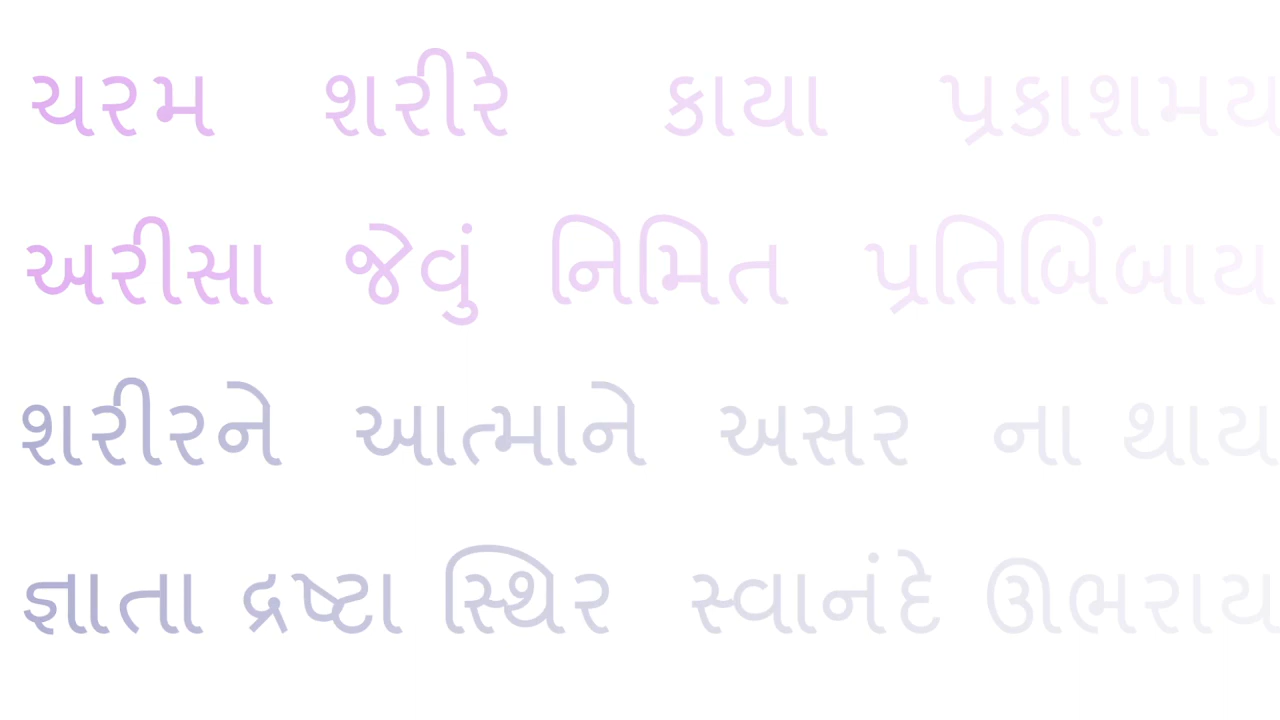 ચરમ શરીરે કાયા પ્રકાશમય
અરીસા જેવું નિમિત પ્રતિબિંબાય
શરીરને આત્માને અસર ના થાય
જ્ઞાતા દ્રષ્ટા સ્થિર સ્વાનંદે ઊભરાય